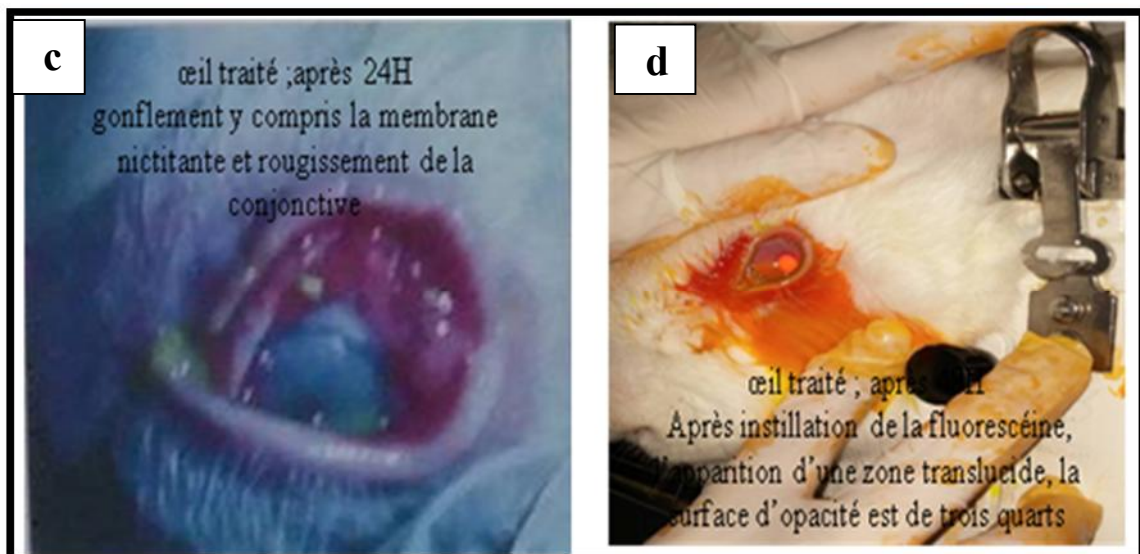 c
œil traité ;après 24H
gonflement y compris la membrane
nictitante et rougissement de la
conjonctive
d
œil traité ; après
Après instillation de la fluorescéine,
l'apparition d'une zone translucide, la
surface d'opacité est de trois quarts